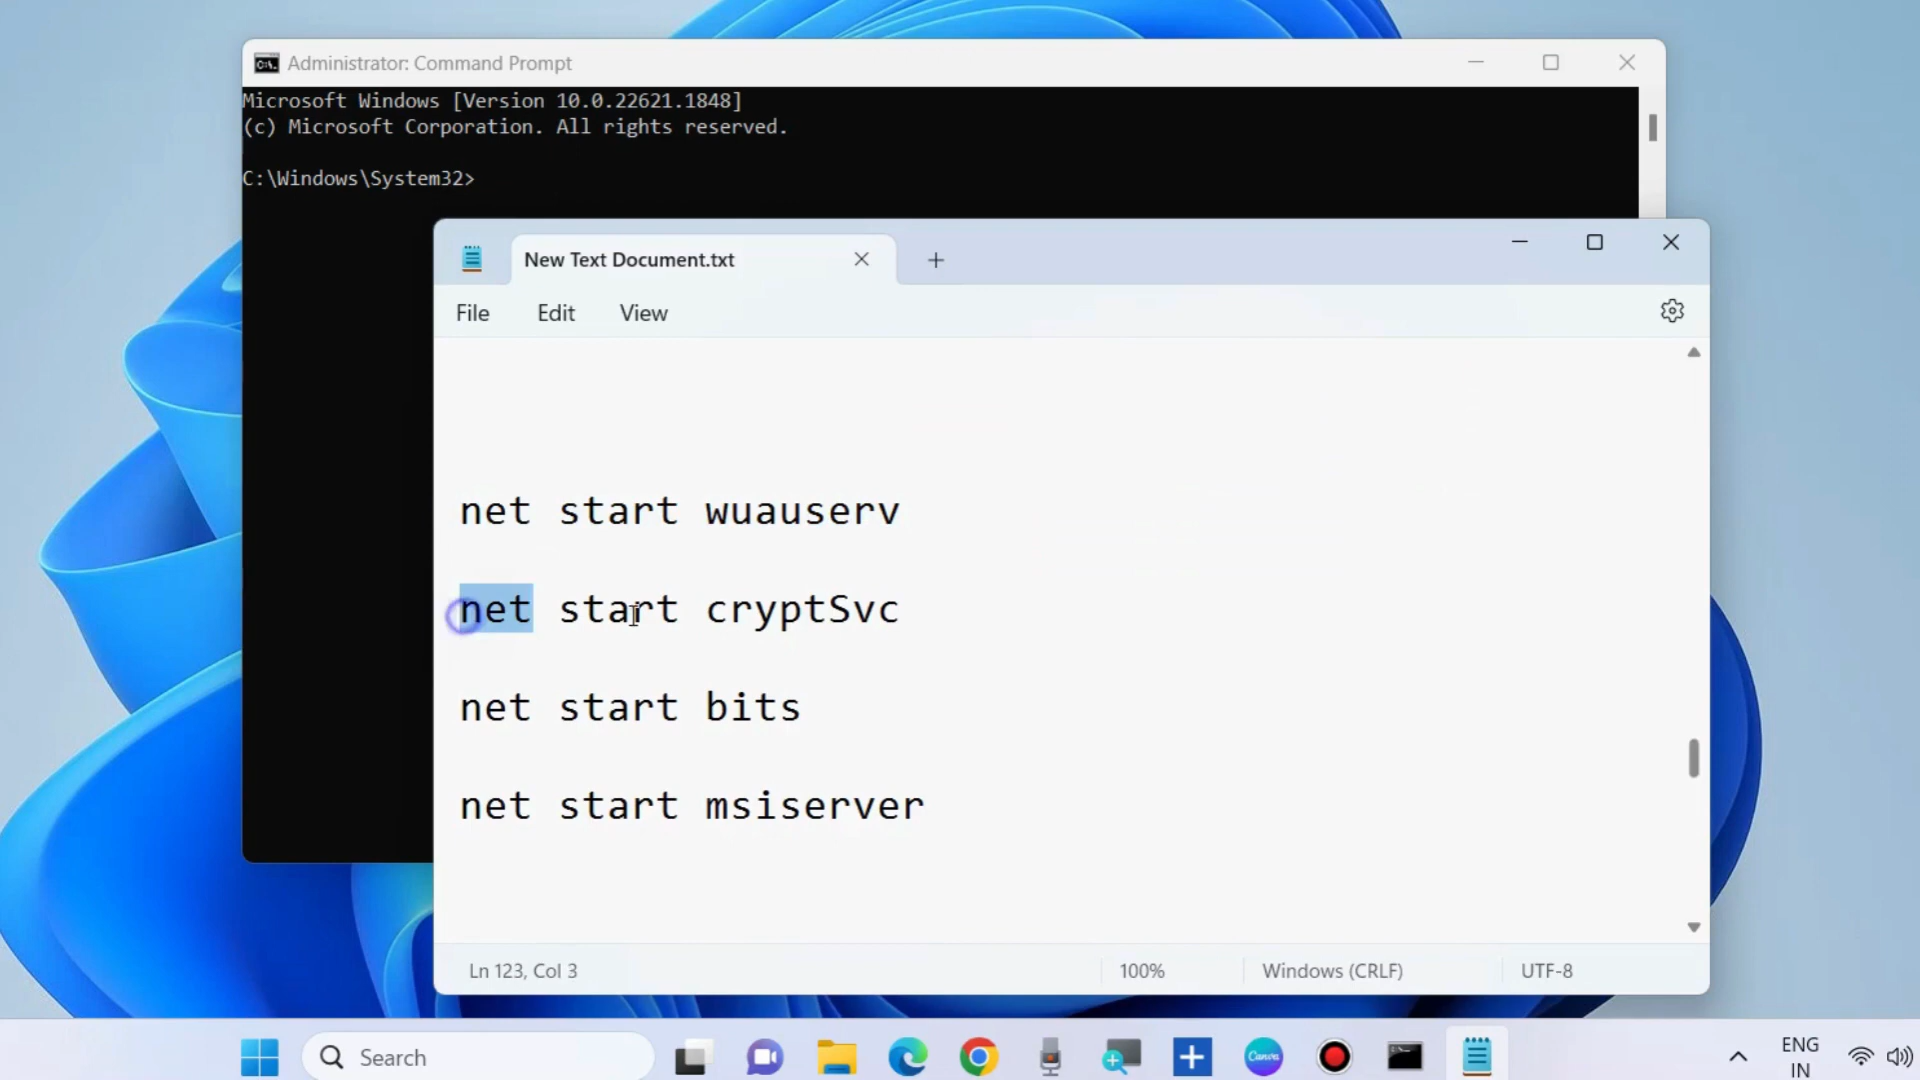 Administrator: Command Prompt
Microsoft Windows [Version 10.0.22621.1848]
(c) Microsoft Corporation. All rights reserved.
C:\Windows\System32>
New Text Document.txt
File Edit View
net start wuauserv
net start cryptSvc
net start bits
net start msiserver
Ln 123, Col 3 100% Windows (CRLF) UTF-8
Search
Canva
ENG
IN